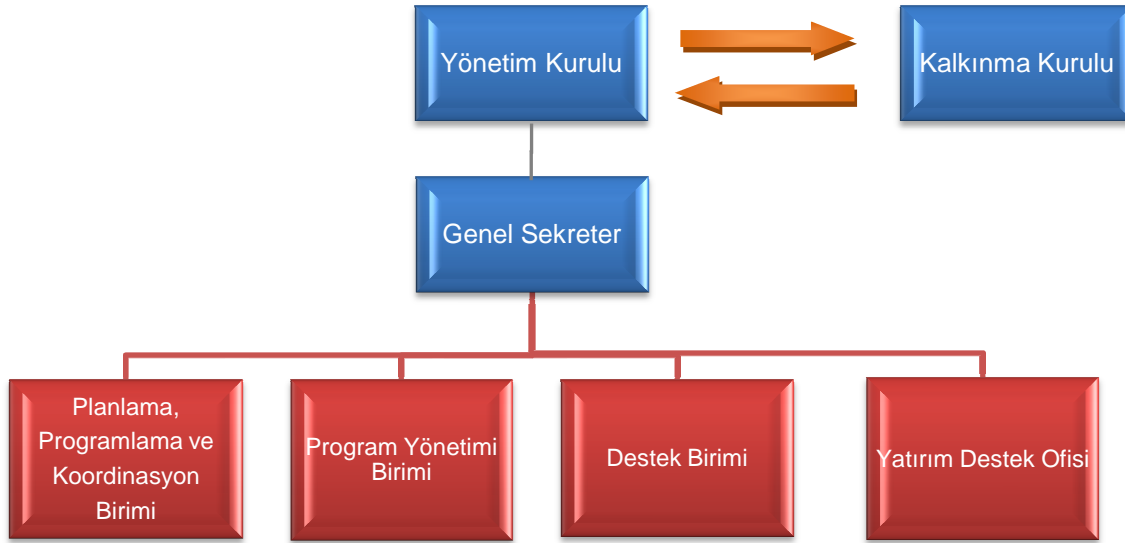 Yönetim Kurulu
Kalkınma Kurulu
Genel Sekreter
Planlama,
Programlama ve
Koordinasyon
Birimi
Program Yönetimi
Birimi
Destek Birimi
Yatırım Destek Ofisi